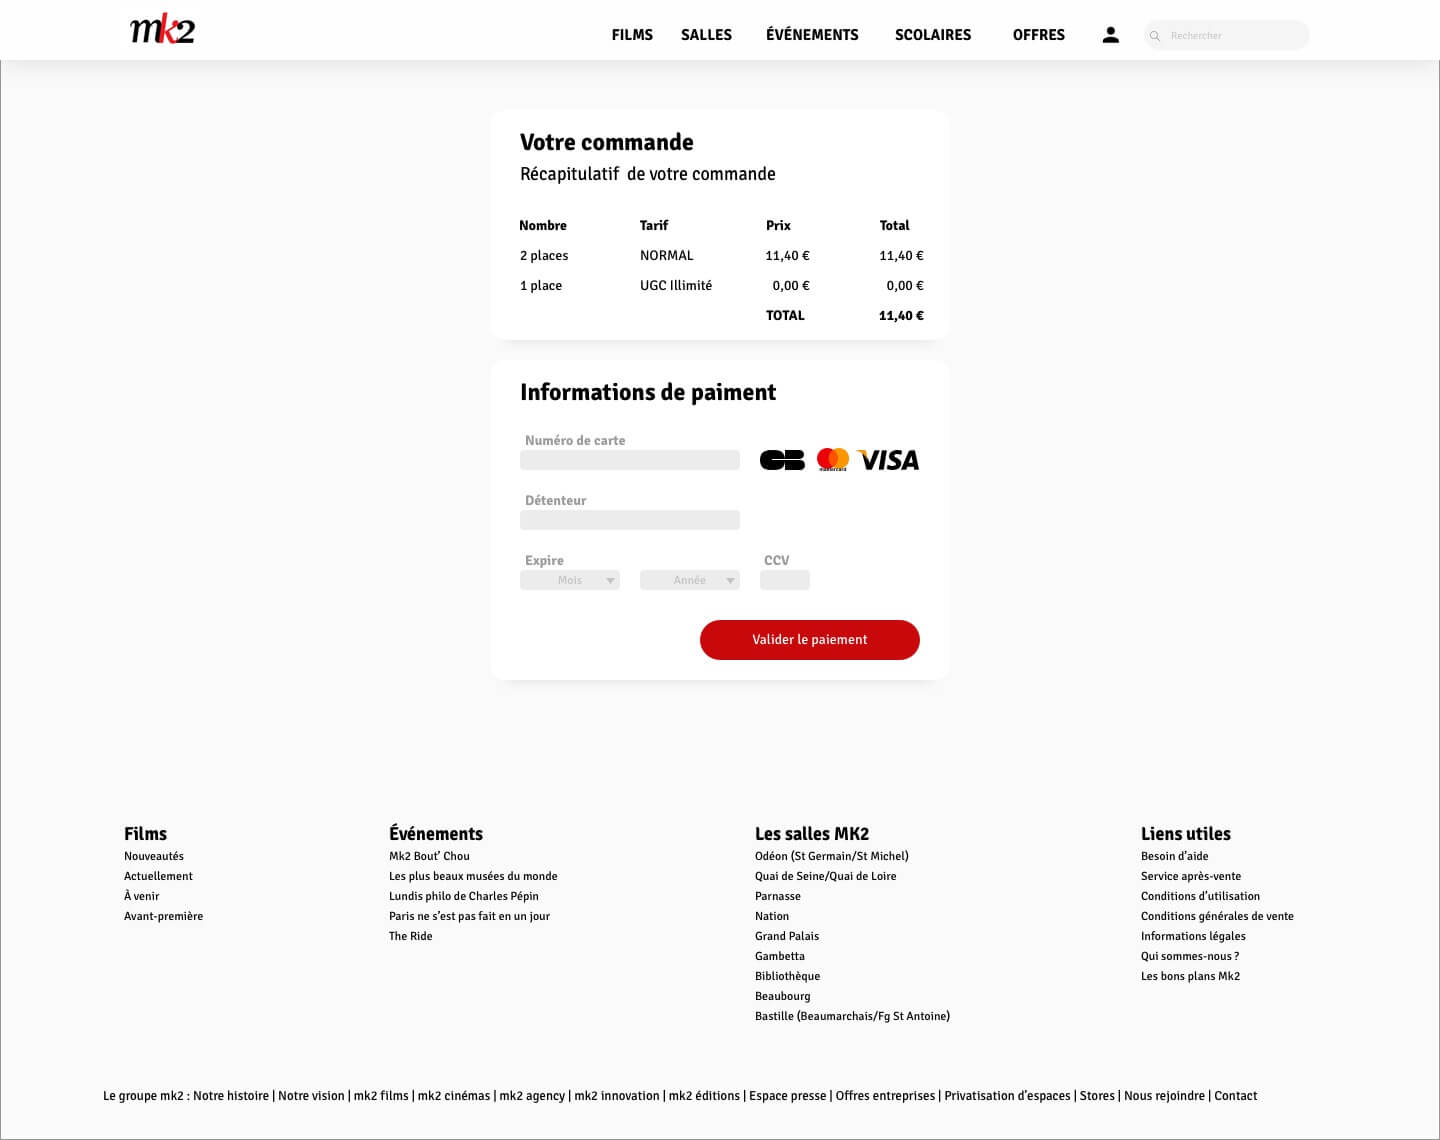 mk2
FILMS SALLES ÉVÉNEMENTS SCOLAIRES OFFRES Rechercher
Votre commande
Récapitulatif de votre commande
Nombre Tarif Prix Total
2 places NORMAL 11,40 € 11,40 €
1 place UGC Illimité 0,00 € 0,00 €
TOTAL 11,40 €
Informations de paiment
Numéro de carte
CB mastercard VISA
Détenteur
Expire CCV
Mois Année
Valider le paiement
Films
Nouveautés
Actuellement
À venir
Avant-première
Événements
Mk2 Bout’ Chou
Les plus beaux musées du monde
Lundis philo de Charles Pépin
Paris ne s’est pas fait en un jour
The Ride
Les salles MK2
Odéon (St Germain/St Michel)
Quai de Seine/Quai de Loire
Parnasse
Nation
Grand Palais
Gambetta
Bibliothèque
Beaubourg
Bastille (Beaumarchais/Fg St Antoine)
Liens utiles
Besoin d’aide
Service après-vente
Conditions d’utilisation
Conditions générales de vente
Informations légales
Qui sommes-nous ?
Les bons plans Mk2
Le groupe mk2 : Notre histoire | Notre vision | mk2 films | mk2 cinémas | mk2 agency | mk2 innovation | mk2 éditions | Espace presse | Offres entreprises | Privatisation d’espaces | Stores | Nous rejoindre | Contact